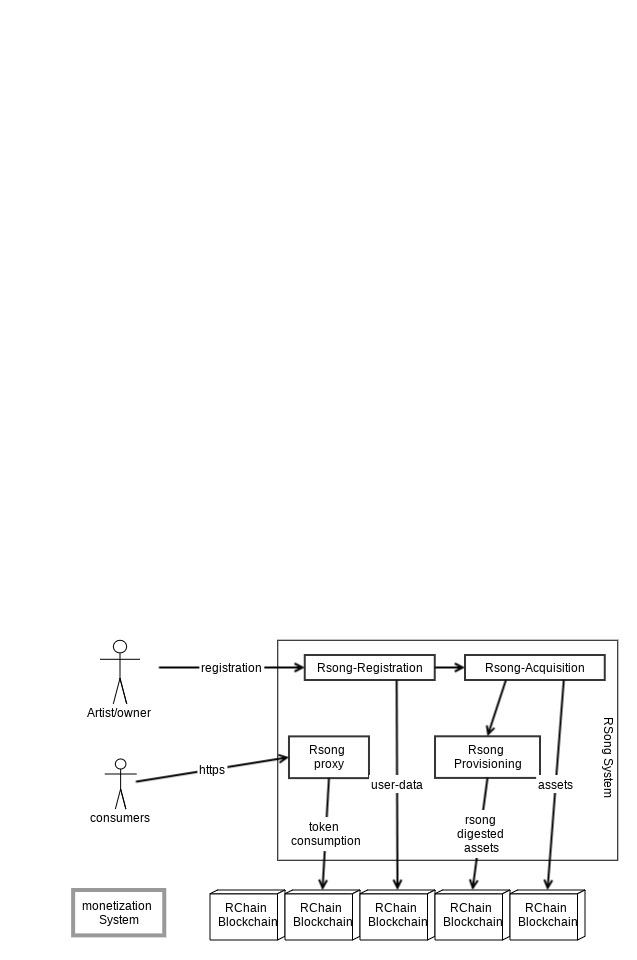 registration
Rsong-Registration
Rsong-Acquisition
Artist/owner
Rsong
proxy
Rsong
Provisioning
RSong System
https
consumers
user-data
assets
token
consumption
rsong
digested
assets
monetization
System
RChain
Blockchain
RChain
Blockchain
RChain
Blockchain
RChain
Blockchain
RChain
Blockchain